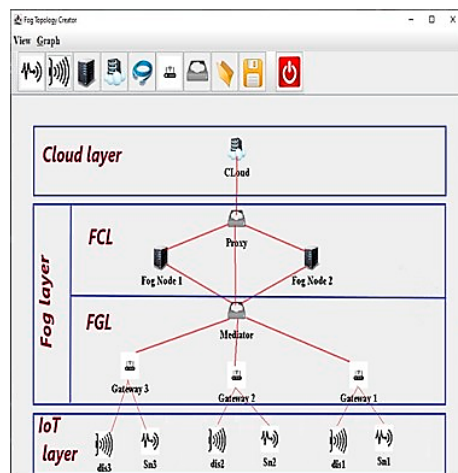 Fog Topology Creator
View Graph
Cloud layer
CLoud
Fog layer
FCL
Proxy
Fog Node 1 Fog Node 2
FGL
Mediator
Gateway 3 Gateway 2 Gateway 1
IoT
layer
dis3 Sn3 dis2 Sn2 dis1 Sn1